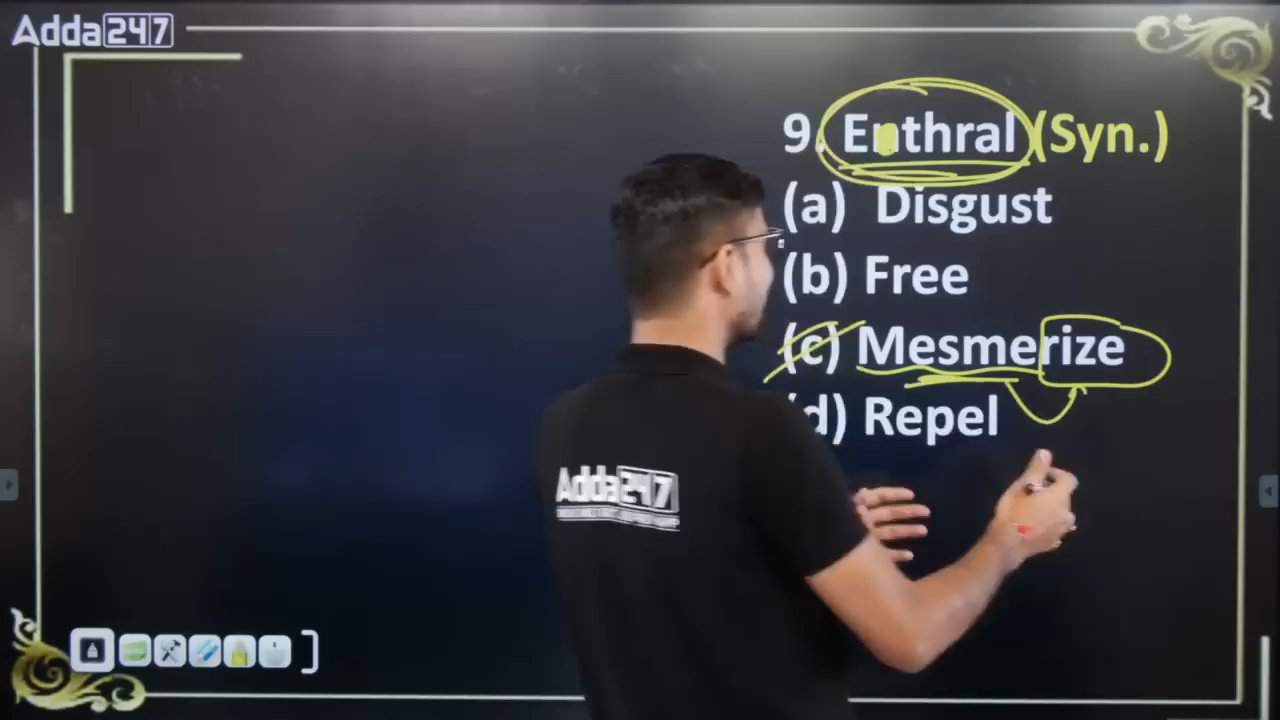 Adda247
9. Enthral (Syn.)
(a) Disgust
(b) Free
(c) Mesmerize
(d) Repel
Adda247